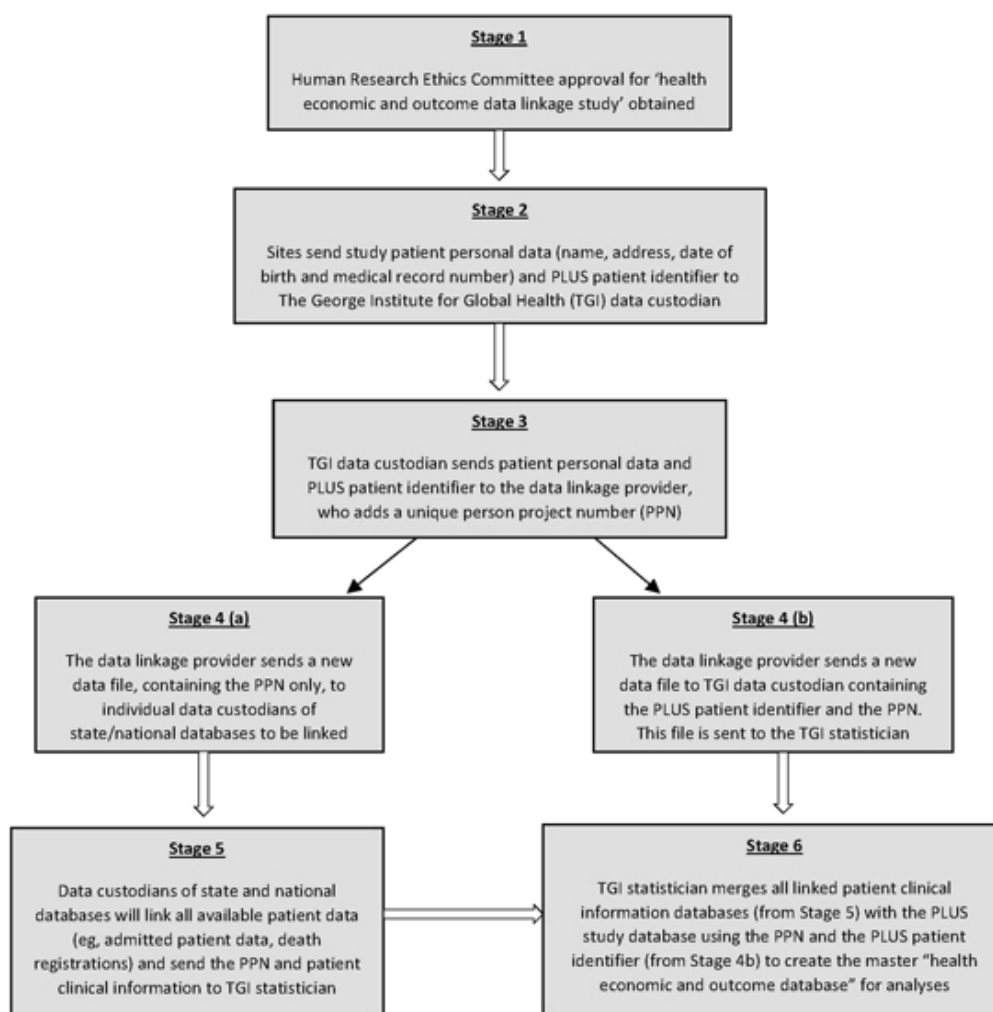 Stage 1
Human Research Ethics Committee approval for ‘health
economic and outcome data linkage study’ obtained
Stage 2
Sites send study patient personal data (name, address, date of
birth and medical record number) and PLUS patient identifier to
The George Institute for Global Health (TGI) data custodian
Stage 3
TGI data custodian sends patient personal data and
PLUS patient identifier to the data linkage provider,
who adds a unique person project number (PPN)
Stage 4 (a)
The data linkage provider sends a new
data file, containing the PPN only, to
individual data custodians of
state/national databases to be linked
Stage 4 (b)
The data linkage provider sends a new
data file to TGI data custodian containing
the PLUS patient identifier and the PPN.
This file is sent to the TGI statistician
Stage 5
Data custodians of state and national
databases will link all available patient data
(eg, admitted patient data, death
registrations) and send the PPN and patient
clinical information to TGI statistician
Stage 6
TGI statistician merges all linked patient clinical
information databases (from Stage 5) with the PLUS
study database using the PPN and the PLUS patient
identifier (from Stage 4b) to create the master “health
economic and outcome database” for analyses